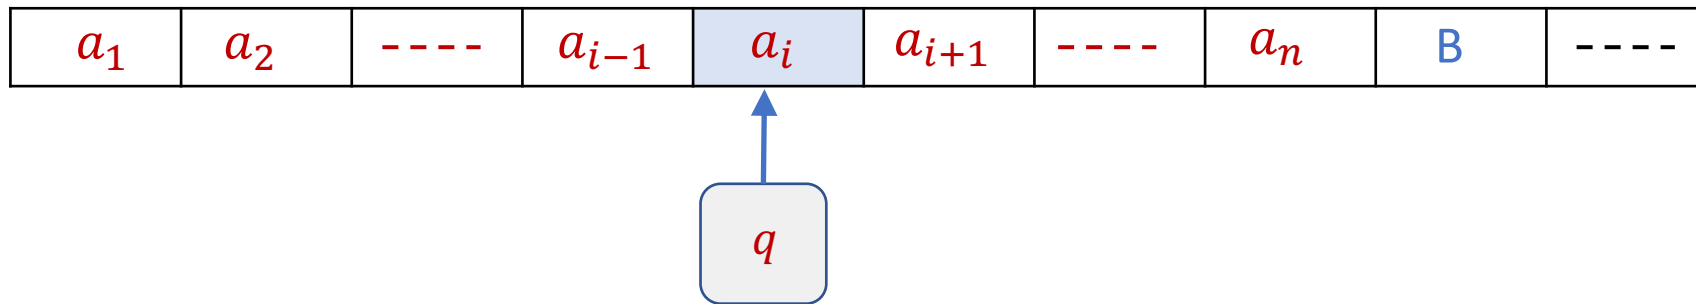 a₁ a₂ ---- aᵢ₋₁ aᵢ aᵢ₊₁ ---- aₙ B ----
q